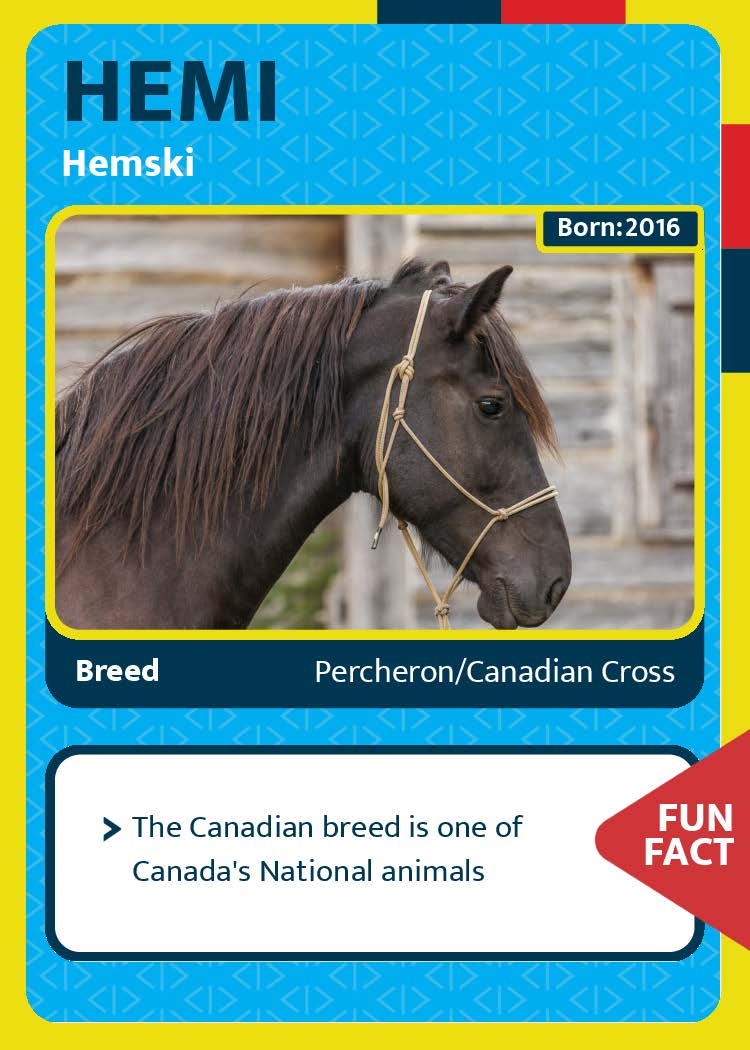 HEMI
Hemski
Born:2016
Breed Percheron/Canadian Cross
> The Canadian breed is one of
Canada's National animals
FUN
FACT